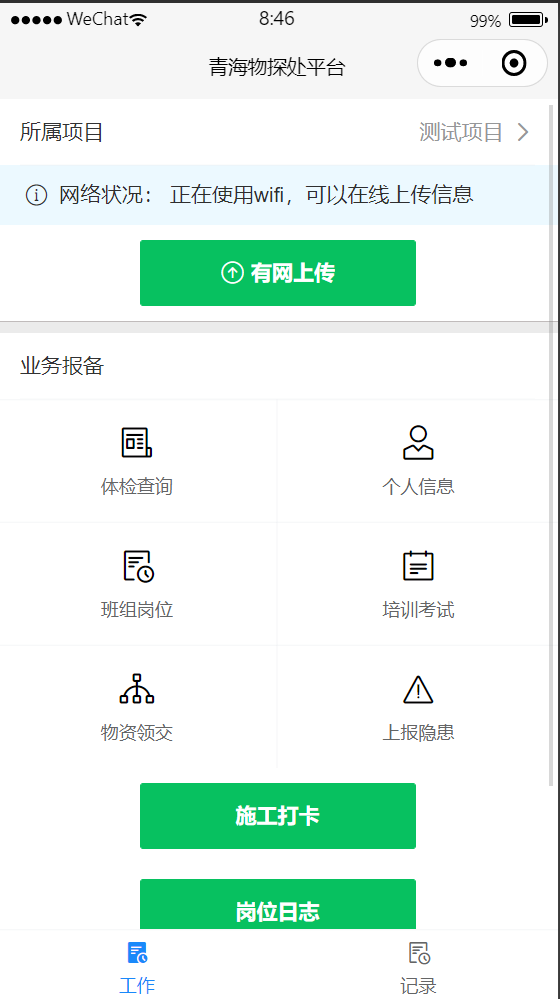 WeChat 8:46 99%
青海物探处平台
所属项目 测试项目
网络状况： 正在使用wifi，可以在线上传信息
有网上传
业务报备
体检查询 个人信息
班组岗位 培训考试
物资领交 上报隐患
施工打卡
岗位日志
工作 记录